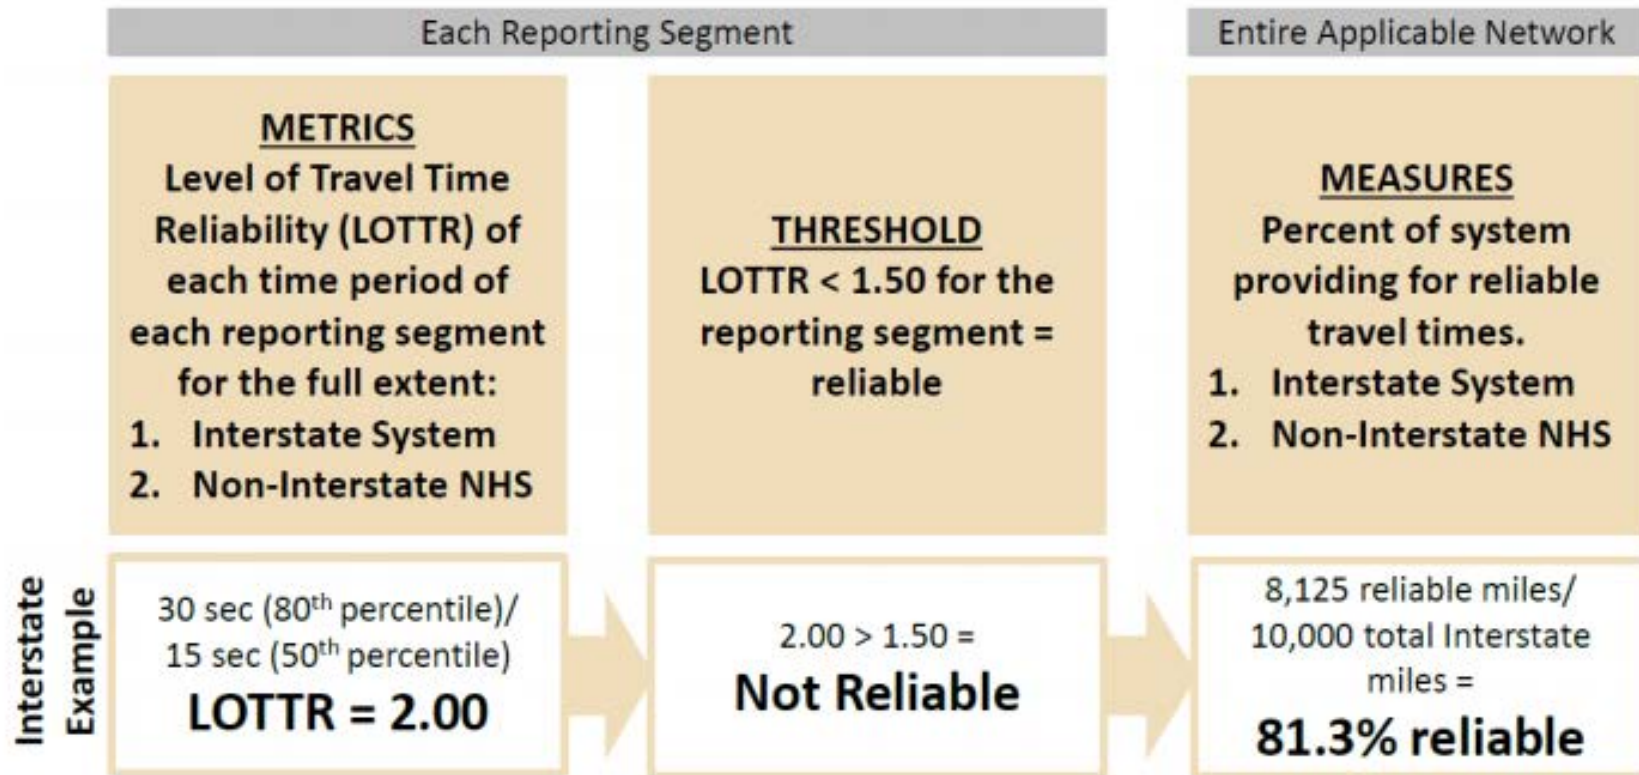 Each Reporting Segment
Entire Applicable Network
METRICS
Level of Travel Time
Reliability (LOTTR) of
each time period of
each reporting segment
for the full extent:
1. Interstate System
2. Non-Interstate NHS
THRESHOLD
LOTTR < 1.50 for the
reporting segment =
reliable
MEASURES
Percent of system
providing for reliable
travel times.
1. Interstate System
2. Non-Interstate NHS
Interstate
Example
30 sec (80th percentile)/
15 sec (50th percentile)
LOTTR = 2.00
2.00 > 1.50 =
Not Reliable
8,125 reliable miles/
10,000 total Interstate
miles =
81.3% reliable